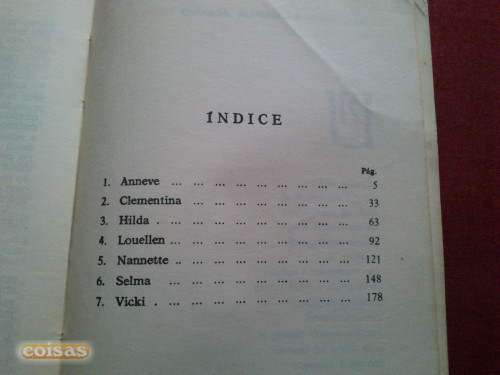 ÍNDICE
Pág.
1. Anneve ... ... ... ... ... ... ... ... 5
2. Clementina ... ... ... ... ... ... ... 33
3. Hilda . ... ... ... ... ... ... ... ... 63
4. Louellen ... ... ... ... ... ... ... ... 92
5. Nannette .. ... ... ... ... ... ... ... 121
6. Selma ... ... ... ... ... ... ... ... 148
7. Vicki . ... ... ... ... ... ... ... ... 178
coisas